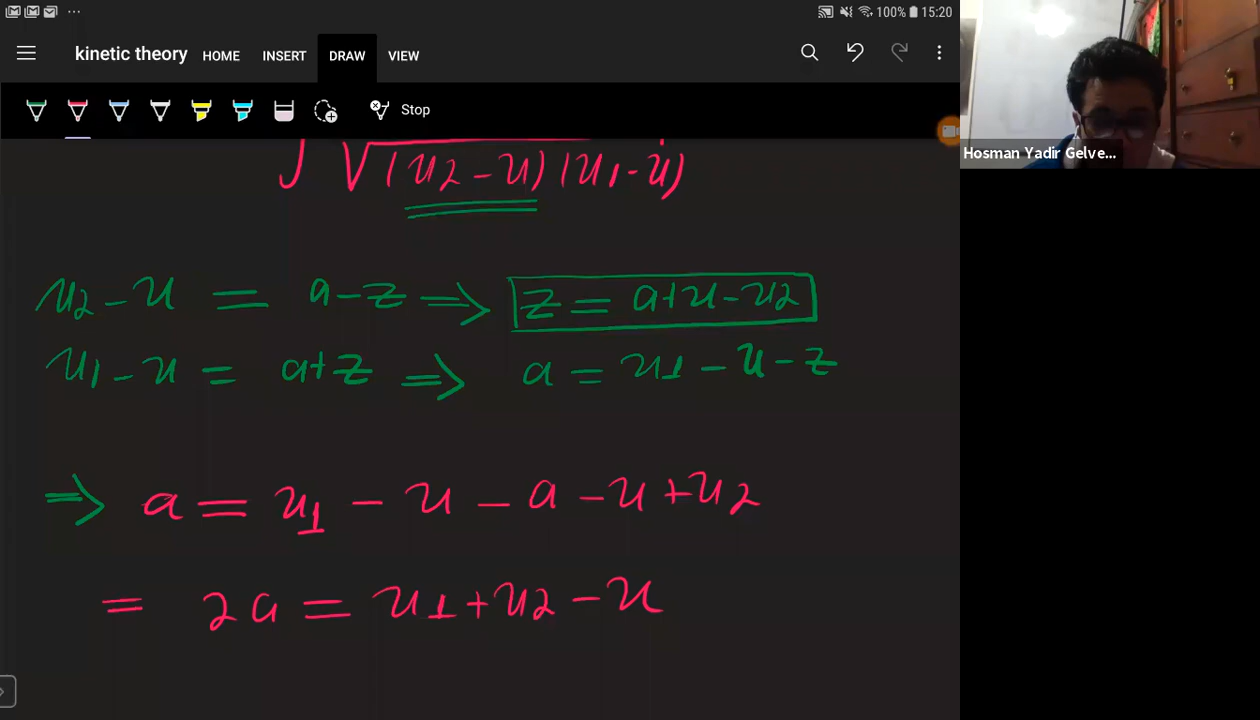 100% 15:20
kinetic theory HOME INSERT DRAW VIEW
Stop
Hosman Yadir Gelve...
∫ √(u2 - u) (u1 - u)
u2 - u = a - z ⇒ z = a + u - u2
u1 - u = a + z ⇒ a = u1 - u - z
⇒ a = u1 - u - a - u + u2
= 2a = u1 + u2 - u